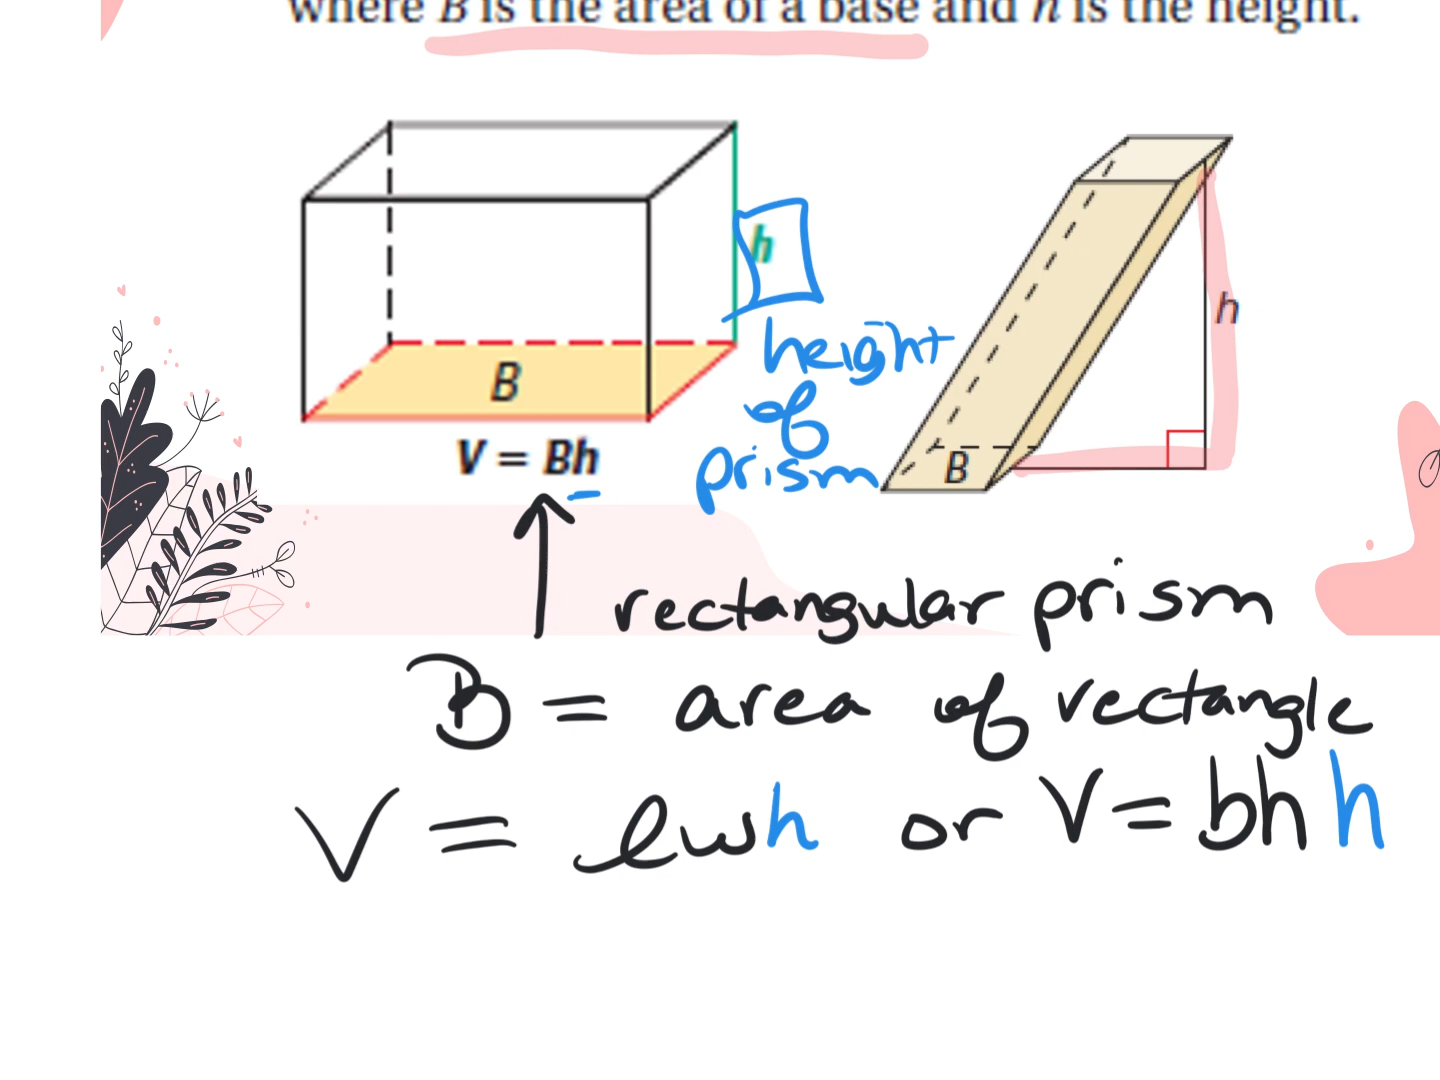 where B is the area of a base and h is the height.
h
height
of
prism
h
B
B
V = Bh
rectangular prism
B = area of rectangle
V = lwh or V = bh h